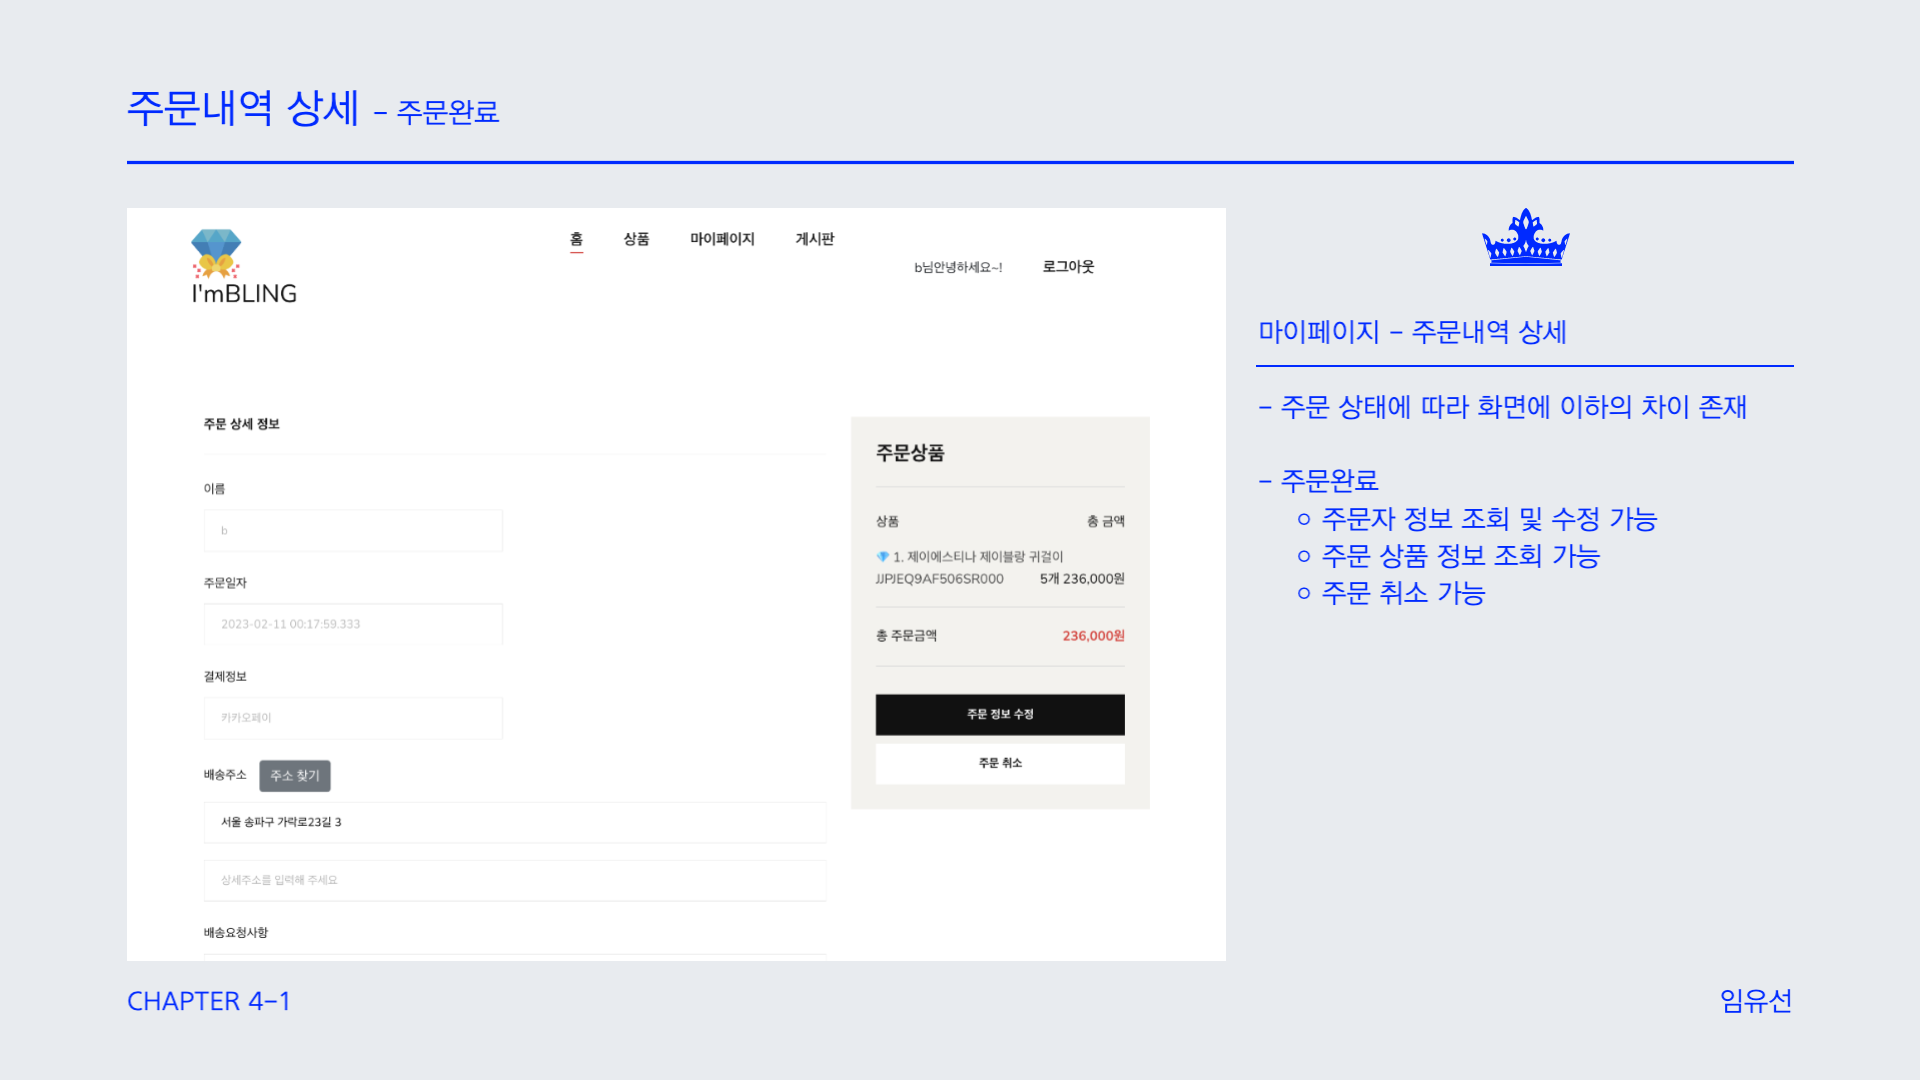 주문내역 상세 - 주문완료
I'mBLING
홈 상품 마이페이지 게시판
b님안녕하세요~! 로그아웃
주문 상세 정보
이름
b
주문일자
2023-02-11 00:17:59.333
결제정보
카카오페이
배송주소 주소 찾기
서울 송파구 가락로23길 3
상세주소를 입력해 주세요
배송요청사항
주문상품
상품 총 금액
1. 제이에스티나 제이블랑 귀걸이
JJPJEQ9AF506SR000 5개 236,000원
총 주문금액 236,000원
주문 정보 수정
주문 취소
마이페이지 - 주문내역 상세
- 주문 상태에 따라 화면에 이하의 차이 존재
- 주문완료
○ 주문자 정보 조회 및 수정 가능
○ 주문 상품 정보 조회 가능
○ 주문 취소 가능
CHAPTER 4-1
임유선